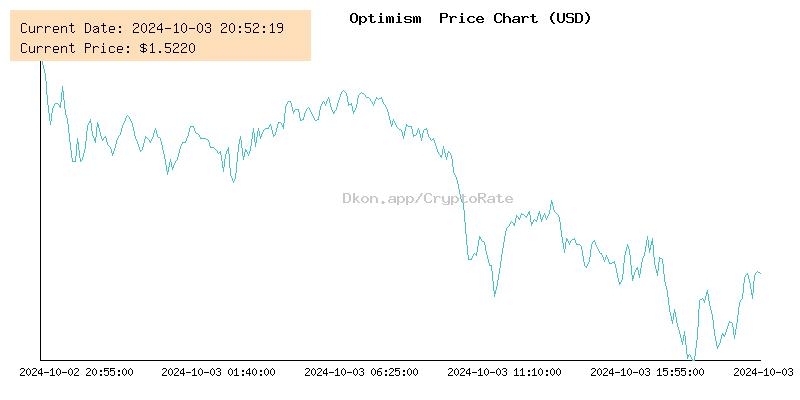 Optimism  Price Chart (USD)
Current Date: 2024-10-03 20:52:19
Current Price: $1.5220
Dkon.app/CryptoRate
2024-10-02 20:55:00 2024-10-03 01:40:00 2024-10-03 06:25:00 2024-10-03 11:10:00 2024-10-03 15:55:00 2024-10-03